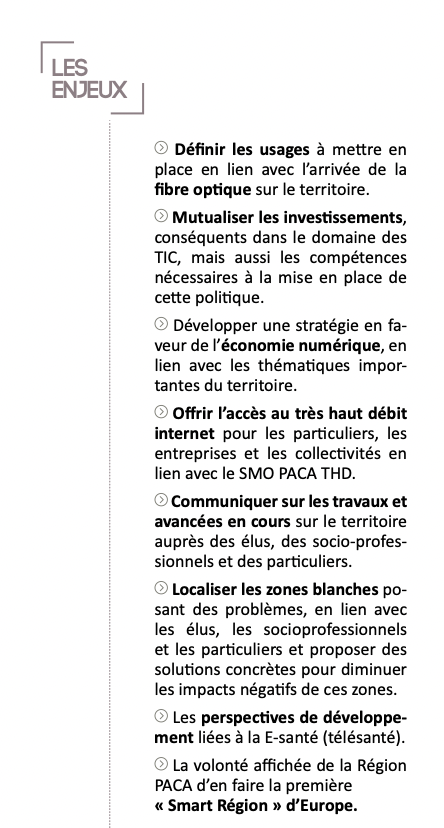 LES
ENJEUX
Définir les usages à mettre en
place en lien avec l’arrivée de la
fibre optique sur le territoire.
Mutualiser les investissements,
conséquents dans le domaine des
TIC, mais aussi les compétences
nécessaires à la mise en place de
cette politique.
Développer une stratégie en fa-
veur de l’économie numérique, en
lien avec les thématiques impor-
tantes du territoire.
Offrir l’accès au très haut débit
internet pour les particuliers, les
entreprises et les collectivités en
lien avec le SMO PACA THD.
Communiquer sur les travaux et
avancées en cours sur le territoire
auprès des élus, des socio-profes-
sionnels et des particuliers.
Localiser les zones blanches po-
sant des problèmes, en lien avec
les élus, les socioprofessionnels
et les particuliers et proposer des
solutions concrètes pour diminuer
les impacts négatifs de ces zones.
Les perspectives de développe-
ment liées à la E-santé (télésanté).
La volonté affichée de la Région
PACA d’en faire la première
« Smart Région » d’Europe.